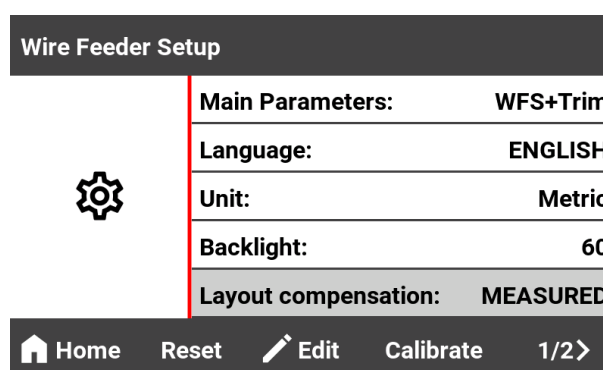 Wire Feeder Setup
Main Parameters: WFS+Trim
Language: ENGLISH
Unit: Metric
Backlight: 60
Layout compensation: MEASURED
Home Reset Edit Calibrate 1/2>